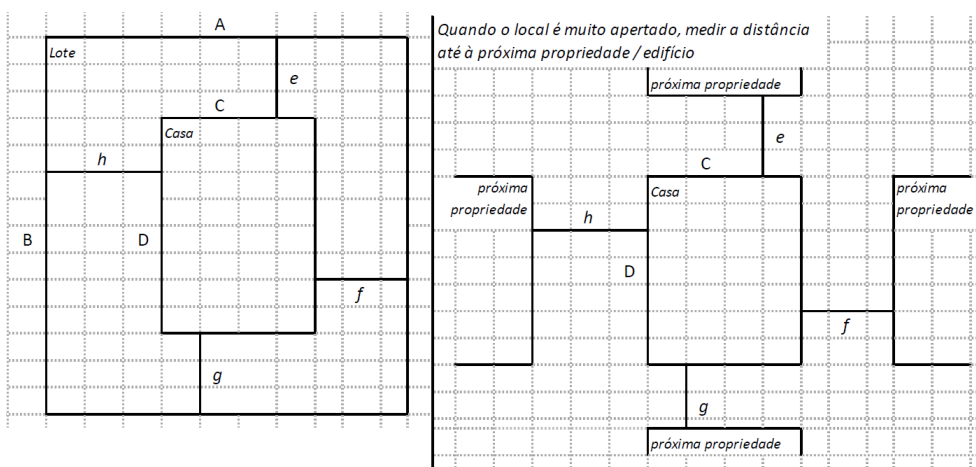 A
Lote
e
C
Casa
h
B
D
f
g
Quando o local é muito apertado, medir a distância
até à próxima propriedade / edifício
próxima propriedade
e
C
próxima
propriedade
Casa
próxima
propriedade
h
D
f
g
próxima propriedade